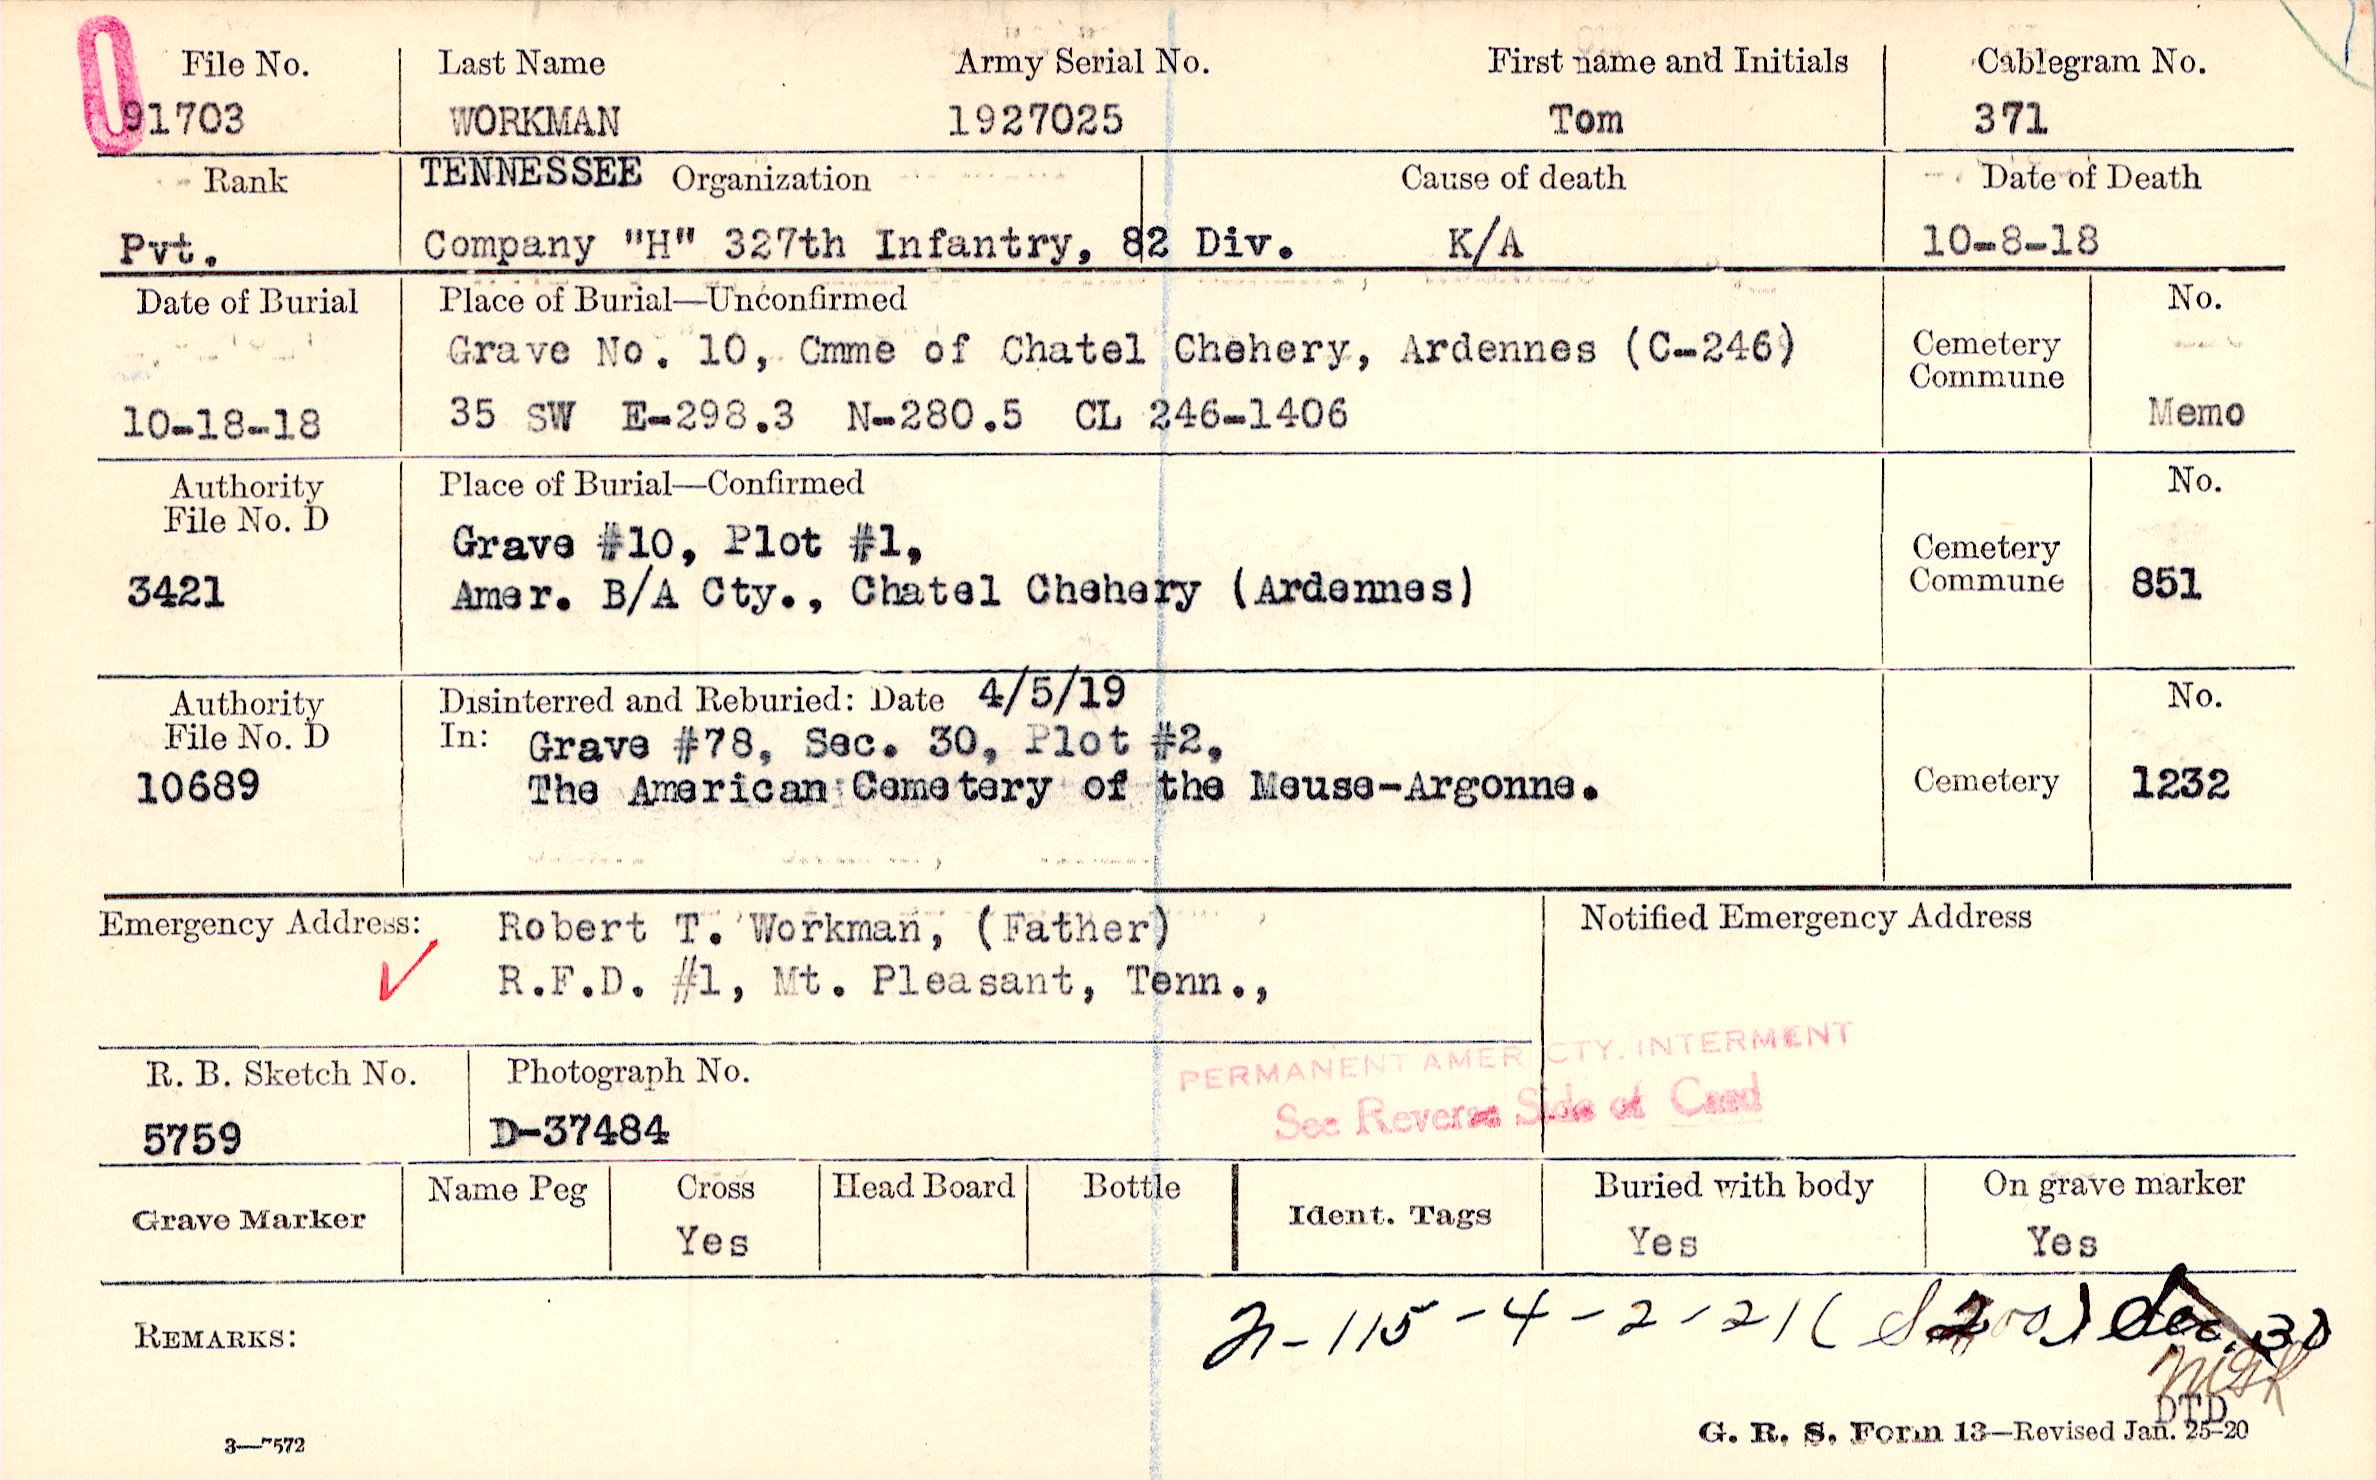 File No. Last Name Army Serial No. First name and Initials Cablegram No.
91703 WORKMAN 1927025 Tom 371
Rank TENNESSEE Organization Cause of death Date of Death
Pvt. Company "H" 327th Infantry, 82 Div. K/A 10-8-18
Date of Burial Place of Burial—Unconfirmed No.
Grave No. 10, Cmme of Chatel Chehery, Ardennes (C-246) Cemetery
Commune
10-18-18 35 SW E-298.3 N-280.5 CL 246-1406 Memo
Authority Place of Burial—Confirmed No.
File No. D
Grave #10, Plot #1, Cemetery
3421 Amer. B/A Cty., Chatel Chehery (Ardennes) Commune 851
Authority Disinterred and Reburied: Date 4/5/19 No.
File No. D In: Grave #78, Sec. 30, Plot #2,
10689 The American Cemetery of the Meuse-Argonne. Cemetery 1232
Emergency Address: Robert T. Workman, (Father) Notified Emergency Address
R.F.D. #1, Mt. Pleasant, Tenn.,
PERMANENT AMER CTY. INTERMENT
See Reverse Side of Card
R. B. Sketch No. Photograph No.
5759 D-37484
Grave Marker Name Peg Cross Head Board Bottle Ident. Tags Buried with body On grave marker
Yes Yes Yes
-115-4-2-21( ) Sec. 30
REMARKS:
DTD
3—7572 G. R. S. Form 13—Revised Jan. 25-20